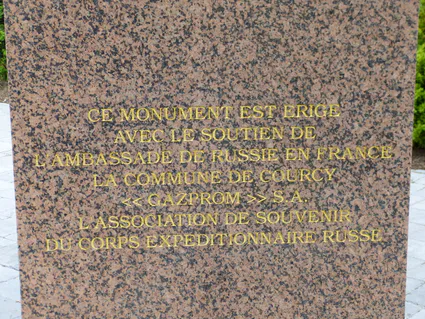 CE MONUMENT EST ERIGE
AVEC LE SOUTIEN DE
L'AMBASSADE DE RUSSIE EN FRANCE
LA COMMUNE DE COURCY
<< GAZPROM >> S.A.
L'ASSOCIATION DE SOUVENIR
DU CORPS EXPEDITIONNAIRE RUSSE